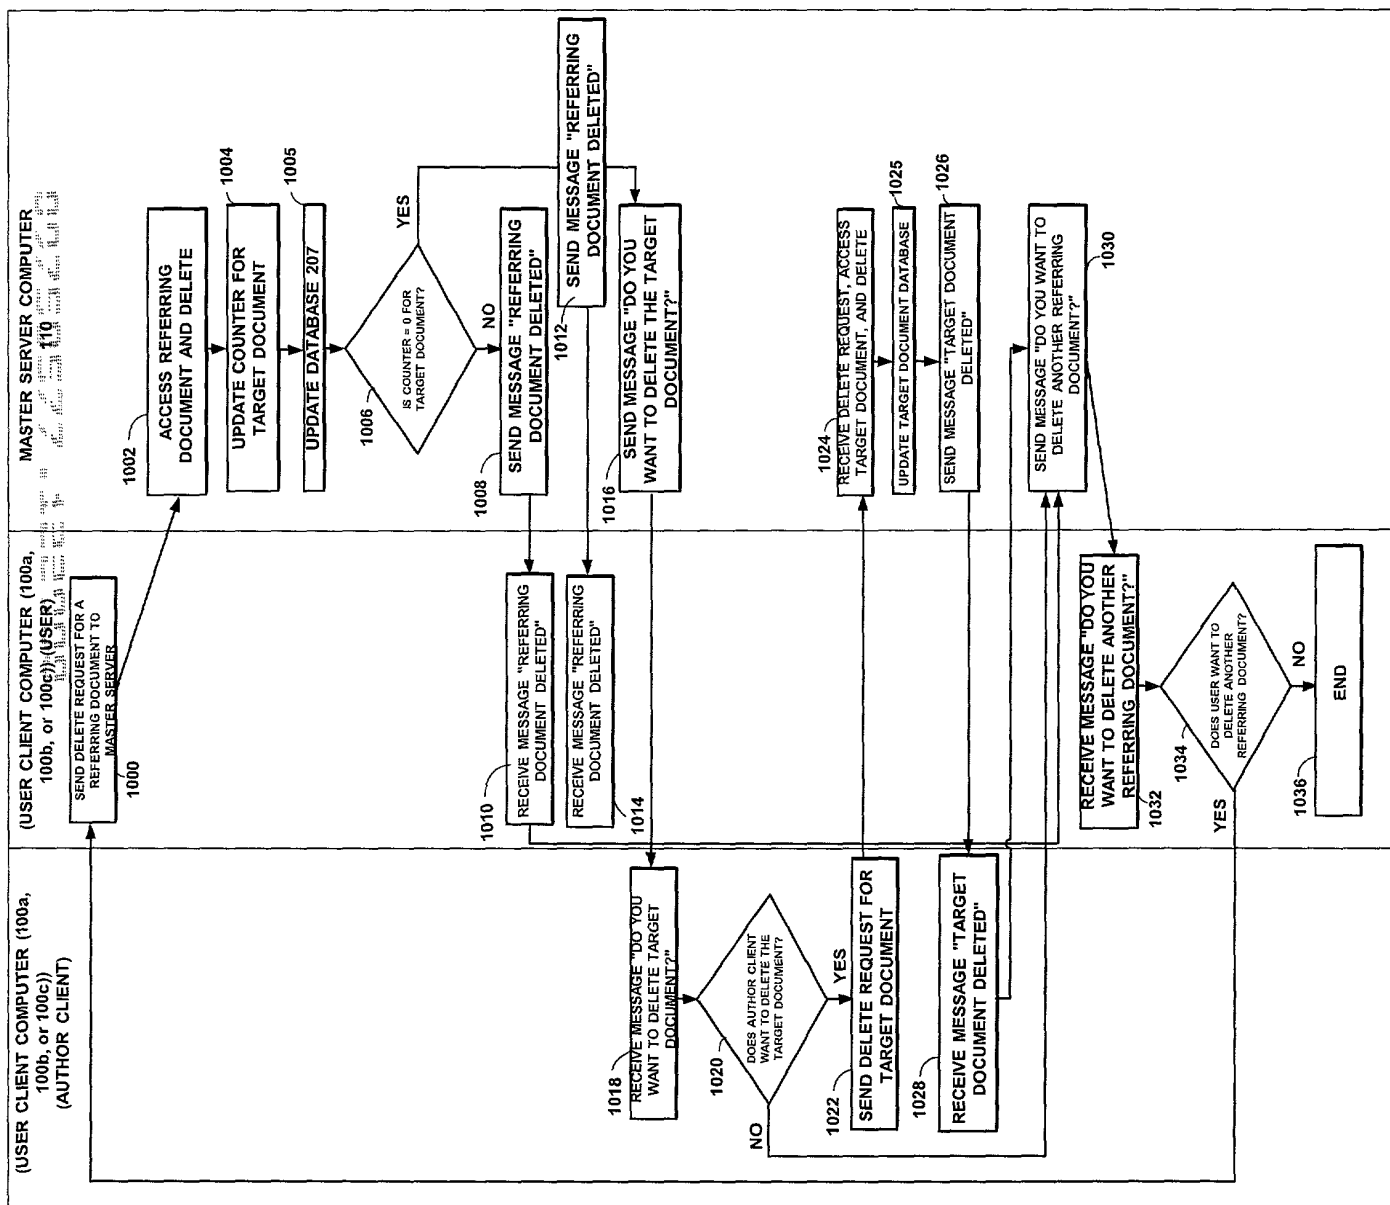 (USER CLIENT COMPUTER (100a,
100b, or 100c))
(AUTHOR CLIENT)
(USER CLIENT COMPUTER (100a,
100b, or 100c)) (USER)
MASTER SERVER COMPUTER
110
SEND DELETE REQUEST FOR A
REFERRING DOCUMENT TO
MASTER SERVER
1000
1002
ACCESS REFERRING
DOCUMENT AND DELETE
1004
UPDATE COUNTER FOR
TARGET DOCUMENT
1005
UPDATE DATABASE 207
1006
IS COUNTER = 0 FOR
TARGET DOCUMENT?
YES
NO
1008
SEND MESSAGE "REFERRING
DOCUMENT DELETED"
1010
RECEIVE MESSAGE "REFERRING
DOCUMENT DELETED"
1012
SEND MESSAGE "REFERRING
DOCUMENT DELETED"
RECEIVE MESSAGE "REFERRING
DOCUMENT DELETED"
1014
1016
SEND MESSAGE "DO YOU
WANT TO DELETE THE TARGET
DOCUMENT?"
1018
RECEIVE MESSAGE "DO YOU
WANT TO DELETE TARGET
DOCUMENT?"
1020
DOES AUTHOR CLIENT
WANT TO DELETE THE
TARGET DOCUMENT?
NO
YES
1022
SEND DELETE REQUEST FOR
TARGET DOCUMENT
1024
RECEIVE DELETE REQUEST, ACCESS
TARGET DOCUMENT, AND DELETE
1025
UPDATE TARGET DOCUMENT DATABASE
1026
SEND MESSAGE "TARGET DOCUMENT
DELETED"
1028
RECEIVE MESSAGE "TARGET
DOCUMENT DELETED"
SEND MESSAGE "DO YOU WANT TO
DELETE ANOTHER REFERRING
DOCUMENT?"
1030
RECEIVE MESSAGE "DO YOU
WANT TO DELETE ANOTHER
REFERRING DOCUMENT?"
1032
1034
DOES USER WANT TO
DELETE ANOTHER
REFERRING DOCUMENT?
YES
NO
1036
END